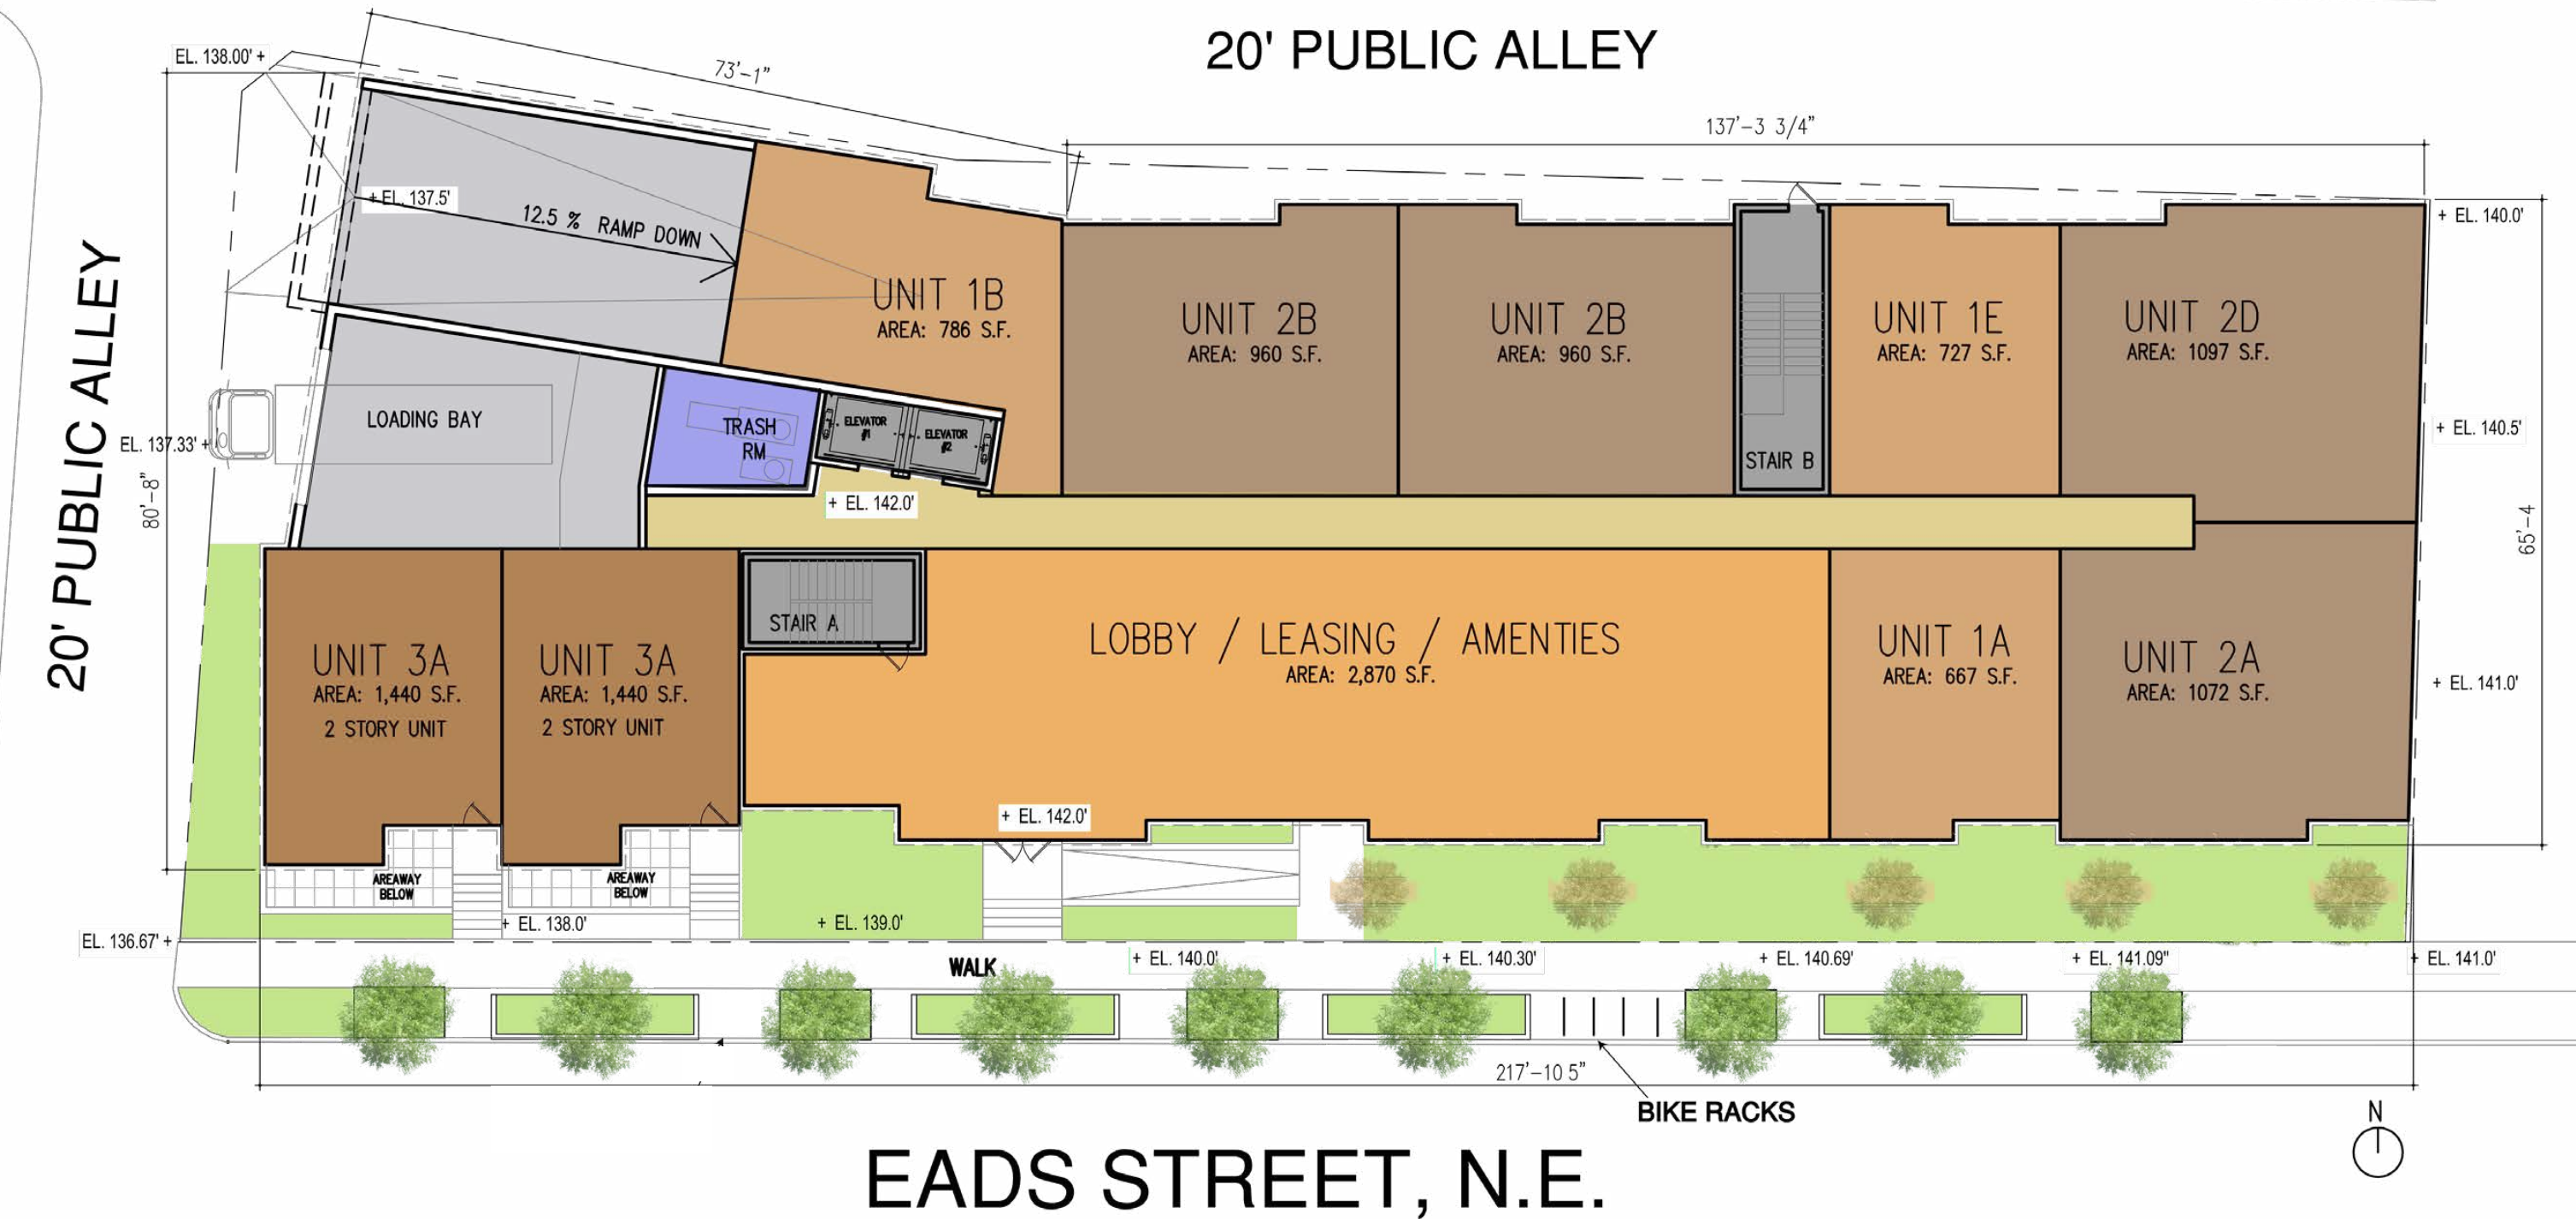 20' PUBLIC ALLEY
EL. 138.00' +
73'-1"
137'-3 3/4"
+ EL. 137.5'
12.5 % RAMP DOWN
+ EL. 140.0'
20' PUBLIC ALLEY
UNIT 1B
AREA: 786 S.F.
UNIT 2B
AREA: 960 S.F.
UNIT 2B
AREA: 960 S.F.
UNIT 1E
AREA: 727 S.F.
UNIT 2D
AREA: 1097 S.F.
LOADING BAY
EL. 137.33' +
80'-8"
TRASH
RM
ELEVATOR
#1
ELEVATOR
#2
STAIR B
+ EL. 140.5'
+ EL. 142.0'
65'-4
STAIR A
UNIT 3A
AREA: 1,440 S.F.
2 STORY UNIT
UNIT 3A
AREA: 1,440 S.F.
2 STORY UNIT
LOBBY / LEASING / AMENTIES
AREA: 2,870 S.F.
UNIT 1A
AREA: 667 S.F.
UNIT 2A
AREA: 1072 S.F.
+ EL. 141.0'
+ EL. 142.0'
AREAWAY
BELOW
AREAWAY
BELOW
+ EL. 138.0'
+ EL. 139.0'
EL. 136.67' +
WALK
+ EL. 140.0'
+ EL. 140.30'
+ EL. 140.69'
+ EL. 141.09"
+ EL. 141.0'
217'-10 5"
BIKE RACKS
N
EADS STREET, N.E.